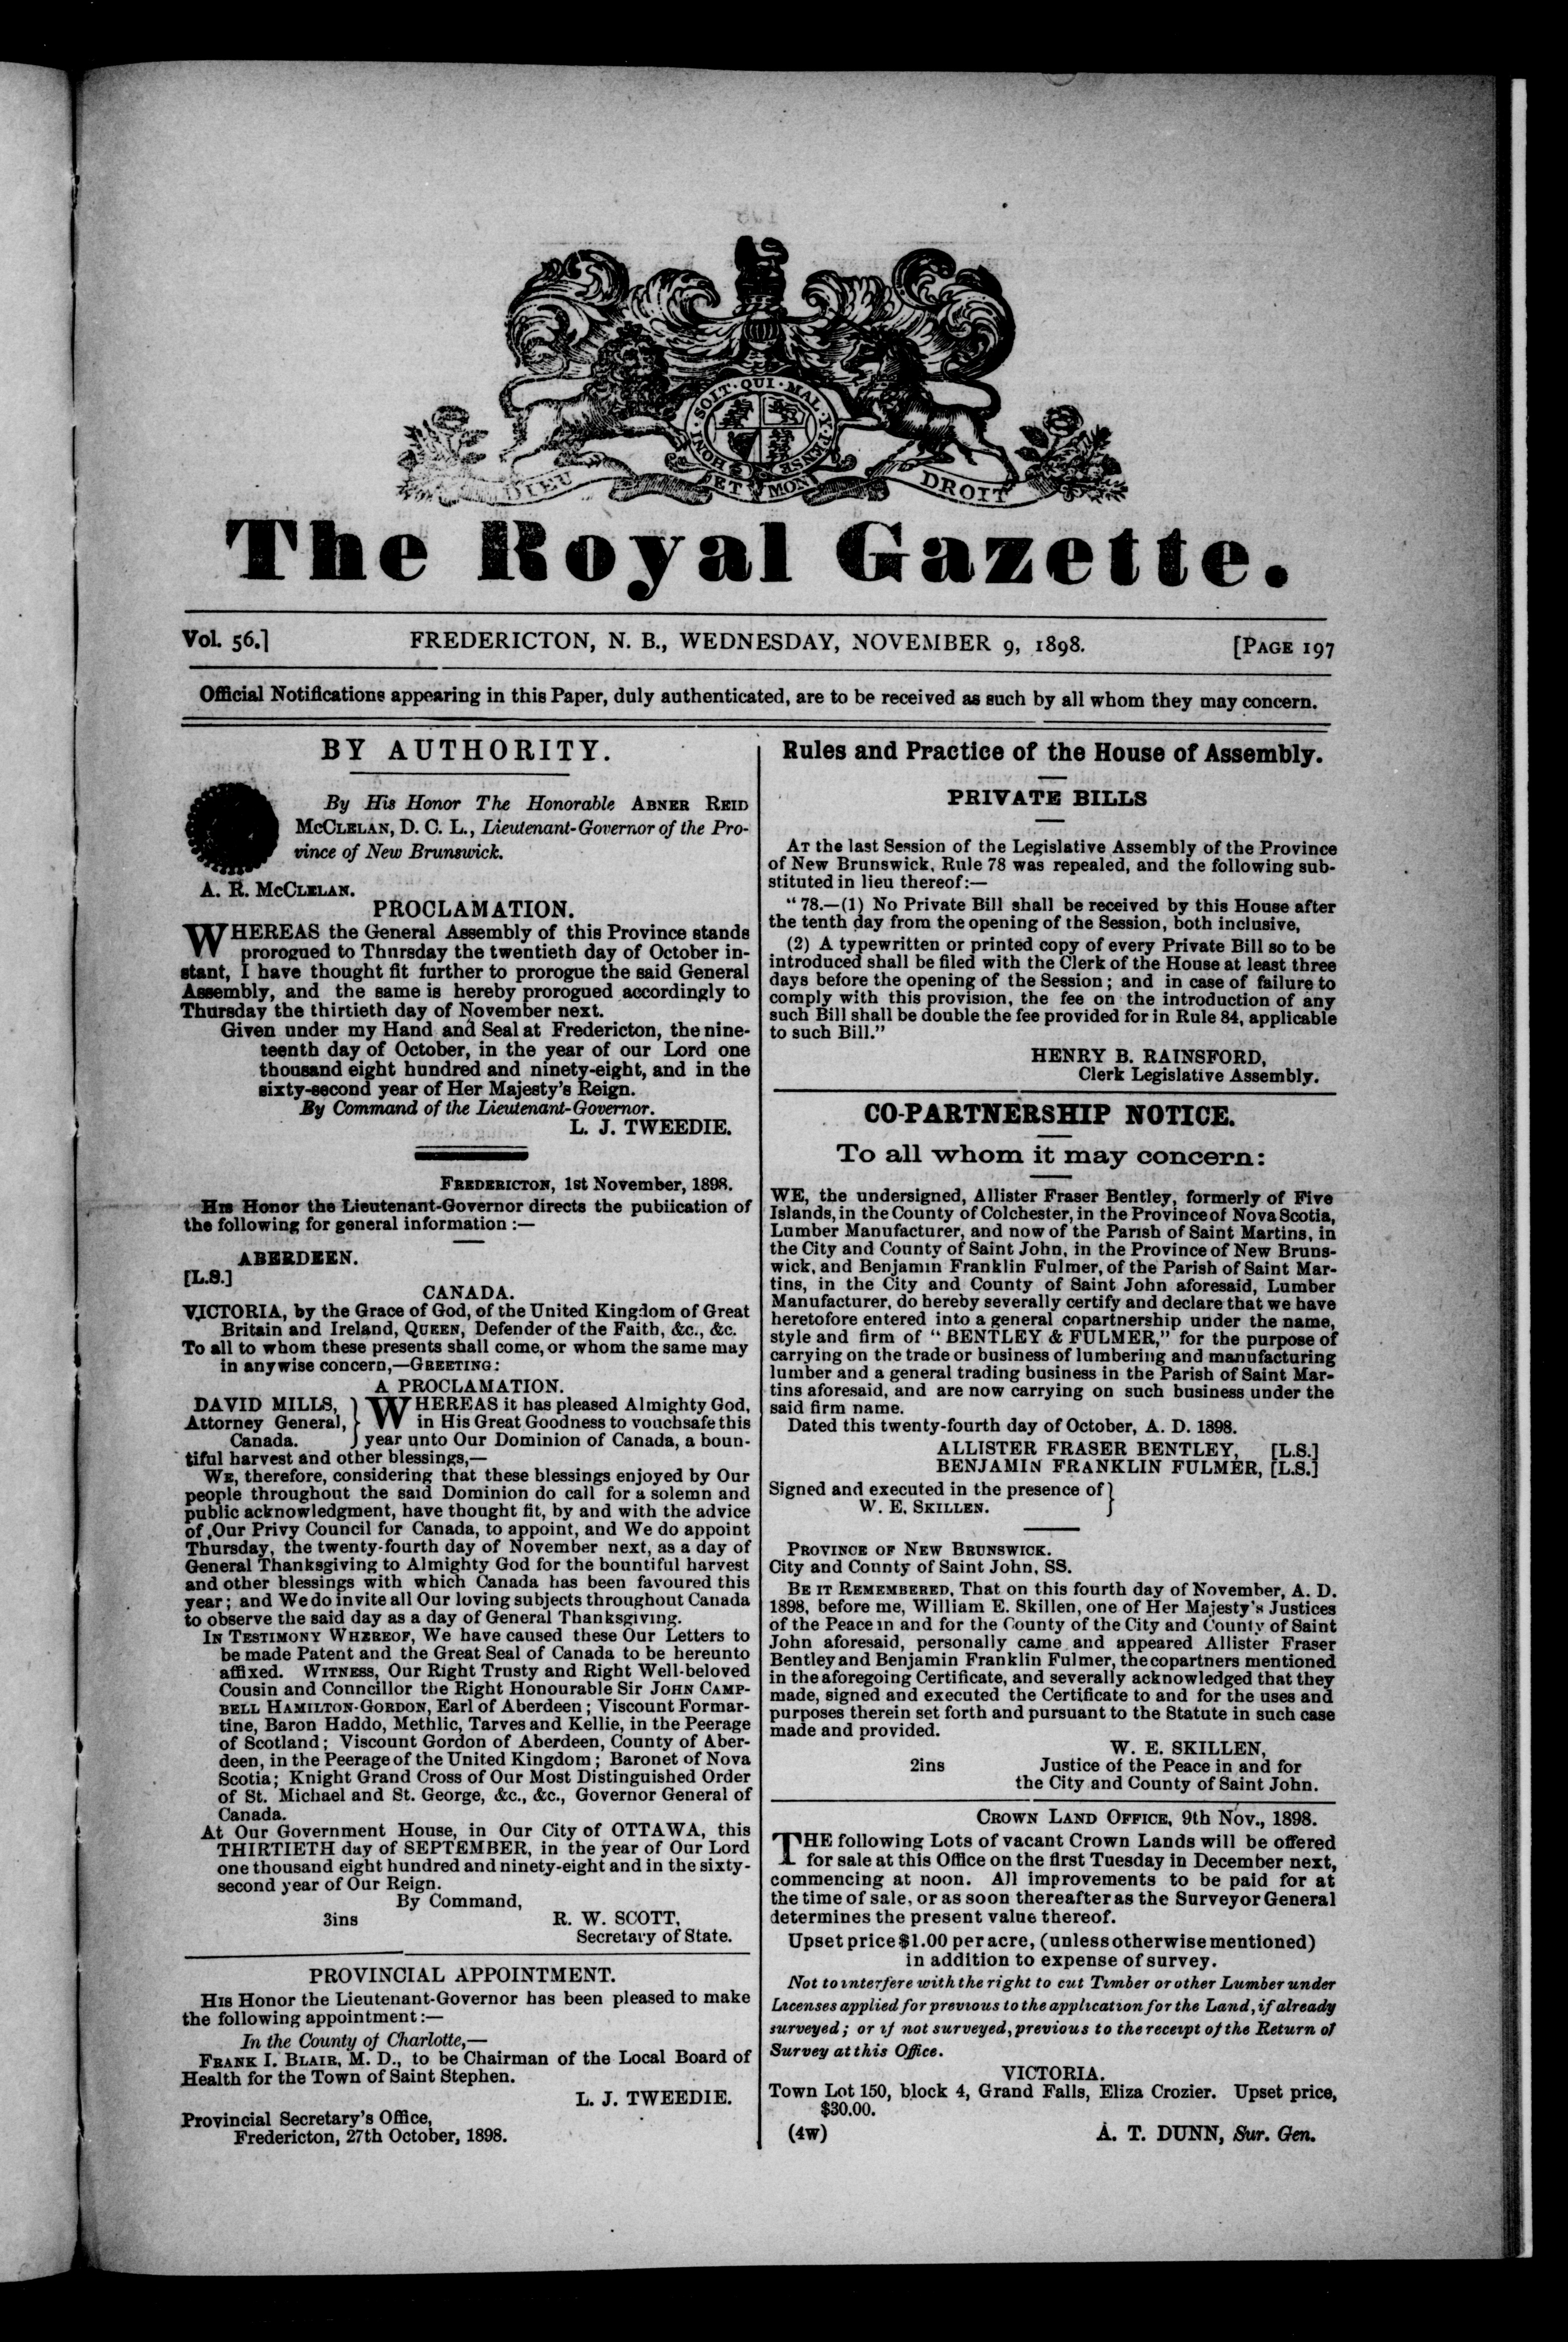 HONI · SOIT · QUI · MAL · Y · PENSE
DIEU ET MON DROIT
The Royal Gazette.
Vol. 56.]
FREDERICTON, N. B., WEDNESDAY, NOVEMBER 9, 1898.
[PAGE 197
Official Notifications appearing in this Paper, duly authenticated, are to be received as such by all whom they may concern.
BY AUTHORITY.
By His Honor The Honorable ABNER REID
MCCLELAN, D. C. L., Lieutenant-Governor of the Pro-
vince of New Brunswick.
A. R. MCCLELAN.
PROCLAMATION.
WHEREAS the General Assembly of this Province stands
prorogued to Thursday the twentieth day of October in-
stant, I have thought fit further to prorogue the said General
Assembly, and the same is hereby prorogued accordingly to
Thursday the thirtieth day of November next.
Given under my Hand and Seal at Fredericton, the nine-
teenth day of October, in the year of our Lord one
thousand eight hundred and ninety-eight, and in the
sixty-second year of Her Majesty's Reign.
By Command of the Lieutenant-Governor.
L. J. TWEEDIE.
FREDERICTON, 1st November, 1898.
HIS Honor the Lieutenant-Governor directs the pubiication of
the following for general information :—
ABERDEEN.
[L.S.]
CANADA.
VICTORIA, by the Grace of God, of the United Kingdom of Great
Britain and Ireland, QUEEN, Defender of the Faith, &c., &c.
To all to whom these presents shall come, or whom the same may
in anywise concern,—GREETING:
A PROCLAMATION.
DAVID MILLS, } WHEREAS it has pleased Almighty God,
Attorney General, } in His Great Goodness to vouchsafe this
Canada. } year unto Our Dominion of Canada, a boun-
tiful harvest and other blessings,—
WE, therefore, considering that these blessings enjoyed by Our
people throughout the said Dominion do call for a solemn and
public acknowledgment, have thought fit, by and with the advice
of Our Privy Council for Canada, to appoint, and We do appoint
Thursday, the twenty-fourth day of November next, as a day of
General Thanksgiving to Almighty God for the bountiful harvest
and other blessings with which Canada has been favoured this
year; and We do invite all Our loving subjects throughout Canada
to observe the said day as a day of General Thanksgiving.
IN TESTIMONY WHEREOF, We have caused these Our Letters to
be made Patent and the Great Seal of Canada to be hereunto
affixed. WITNESS, Our Right Trusty and Right Well-beloved
Cousin and Councillor the Right Honourable Sir JOHN CAMP-
BELL HAMILTON-GORDON, Earl of Aberdeen; Viscount Formar-
tine, Baron Haddo, Methlic, Tarves and Kellie, in the Peerage
of Scotland; Viscount Gordon of Aberdeen, County of Aber-
deen, in the Peerage of the United Kingdom; Baronet of Nova
Scotia; Knight Grand Cross of Our Most Distinguished Order
of St. Michael and St. George, &c., &c., Governor General of
Canada.
At Our Government House, in Our City of OTTAWA, this
THIRTIETH day of SEPTEMBER, in the year of Our Lord
one thousand eight hundred and ninety-eight and in the sixty-
second year of Our Reign.
By Command,
3ins R. W. SCOTT,
Secretary of State.
PROVINCIAL APPOINTMENT.
HIS Honor the Lieutenant-Governor has been pleased to make
the following appointment :—
In the County of Charlotte,—
FRANK I. BLAIR, M. D., to be Chairman of the Local Board of
Health for the Town of Saint Stephen.
L. J. TWEEDIE.
Provincial Secretary's Office,
Fredericton, 27th October, 1898.
Rules and Practice of the House of Assembly.
PRIVATE BILLS
AT the last Session of the Legislative Assembly of the Province
of New Brunswick, Rule 78 was repealed, and the following sub-
stituted in lieu thereof:—
"78.—(1) No Private Bill shall be received by this House after
the tenth day from the opening of the Session, both inclusive,
(2) A typewritten or printed copy of every Private Bill so to be
introduced shall be filed with the Clerk of the House at least three
days before the opening of the Session; and in case of failure to
comply with this provision, the fee on the introduction of any
such Bill shall be double the fee provided for in Rule 84, applicable
to such Bill."
HENRY B. RAINSFORD,
Clerk Legislative Assembly.
CO-PARTNERSHIP NOTICE.
To all whom it may concern:
WE, the undersigned, Allister Fraser Bentley, formerly of Five
Islands, in the County of Colchester, in the Province of Nova Scotia,
Lumber Manufacturer, and now of the Parish of Saint Martins, in
the City and County of Saint John, in the Province of New Bruns-
wick, and Benjamin Franklin Fulmer, of the Parish of Saint Mar-
tins, in the City and County of Saint John aforesaid, Lumber
Manufacturer, do hereby severally certify and declare that we have
heretofore entered into a general copartnership under the name,
style and firm of "BENTLEY & FULMER," for the purpose of
carrying on the trade or business of lumbering and manufacturing
lumber and a general trading business in the Parish of Saint Mar-
tins aforesaid, and are now carrying on such business under the
said firm name.
Dated this twenty-fourth day of October, A. D. 1898.
ALLISTER FRASER BENTLEY, [L.S.]
BENJAMIN FRANKLIN FULMER, [L.S.]
Signed and executed in the presence of }
W. E. SKILLEN. }
PROVINCE OF NEW BRUNSWICK.
City and County of Saint John, SS.
BE IT REMEMBERED, That on this fourth day of November, A. D.
1898, before me, William E. Skillen, one of Her Majesty's Justices
of the Peace in and for the County of the City and County of Saint
John aforesaid, personally came and appeared Allister Fraser
Bentley and Benjamin Franklin Fulmer, the copartners mentioned
in the aforegoing Certificate, and severally acknowledged that they
made, signed and executed the Certificate to and for the uses and
purposes therein set forth and pursuant to the Statute in such case
made and provided.
W. E. SKILLEN,
2ins Justice of the Peace in and for
the City and County of Saint John.
CROWN LAND OFFICE, 9th Nov., 1898.
THE following Lots of vacant Crown Lands will be offered
for sale at this Office on the first Tuesday in December next,
commencing at noon. All improvements to be paid for at
the time of sale, or as soon thereafter as the Surveyor General
determines the present value thereof.
Upset price $1.00 per acre, (unless otherwise mentioned)
in addition to expense of survey.
Not to interfere with the right to cut Timber or other Lumber under
Licenses applied for previous to the application for the Land, if already
surveyed; or if not surveyed, previous to the receipt of the Return of
Survey at this Office.
VICTORIA.
Town Lot 150, block 4, Grand Falls, Eliza Crozier. Upset price,
$30.00.
(4w) A. T. DUNN, Sur. Gen.